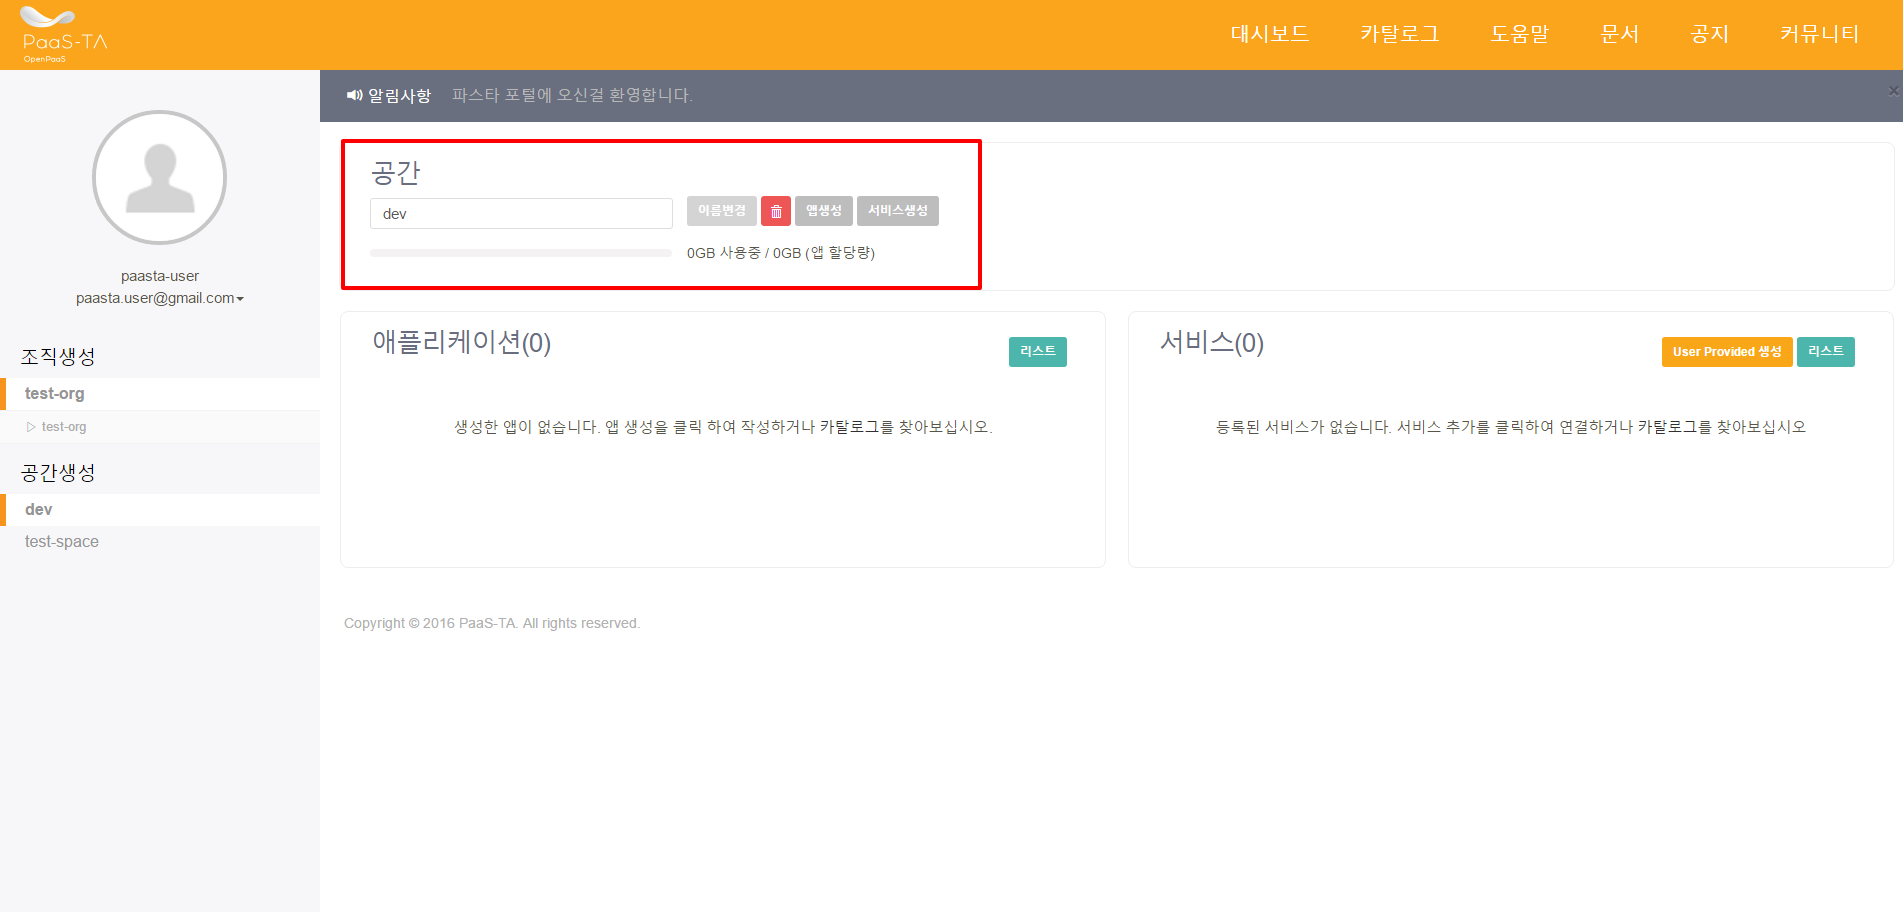 PaaS-TA
OpenPaaS
대시보드 카탈로그 도움말 문서 공지 커뮤니티
알림사항 파스타 포털에 오신걸 환영합니다.
×
paasta-user
paasta.user@gmail.com
조직생성
test-org
test-org
공간생성
dev
test-space
공간
dev 이름변경 앱생성 서비스생성
0GB 사용중 / 0GB (앱 할당량)
애플리케이션(0) 리스트
생성한 앱이 없습니다. 앱 생성을 클릭 하여 작성하거나 카탈로그를 찾아보십시오.
서비스(0) User Provided 생성 리스트
등록된 서비스가 없습니다. 서비스 추가를 클릭하여 연결하거나 카탈로그를 찾아보십시오
Copyright © 2016 PaaS-TA. All rights reserved.